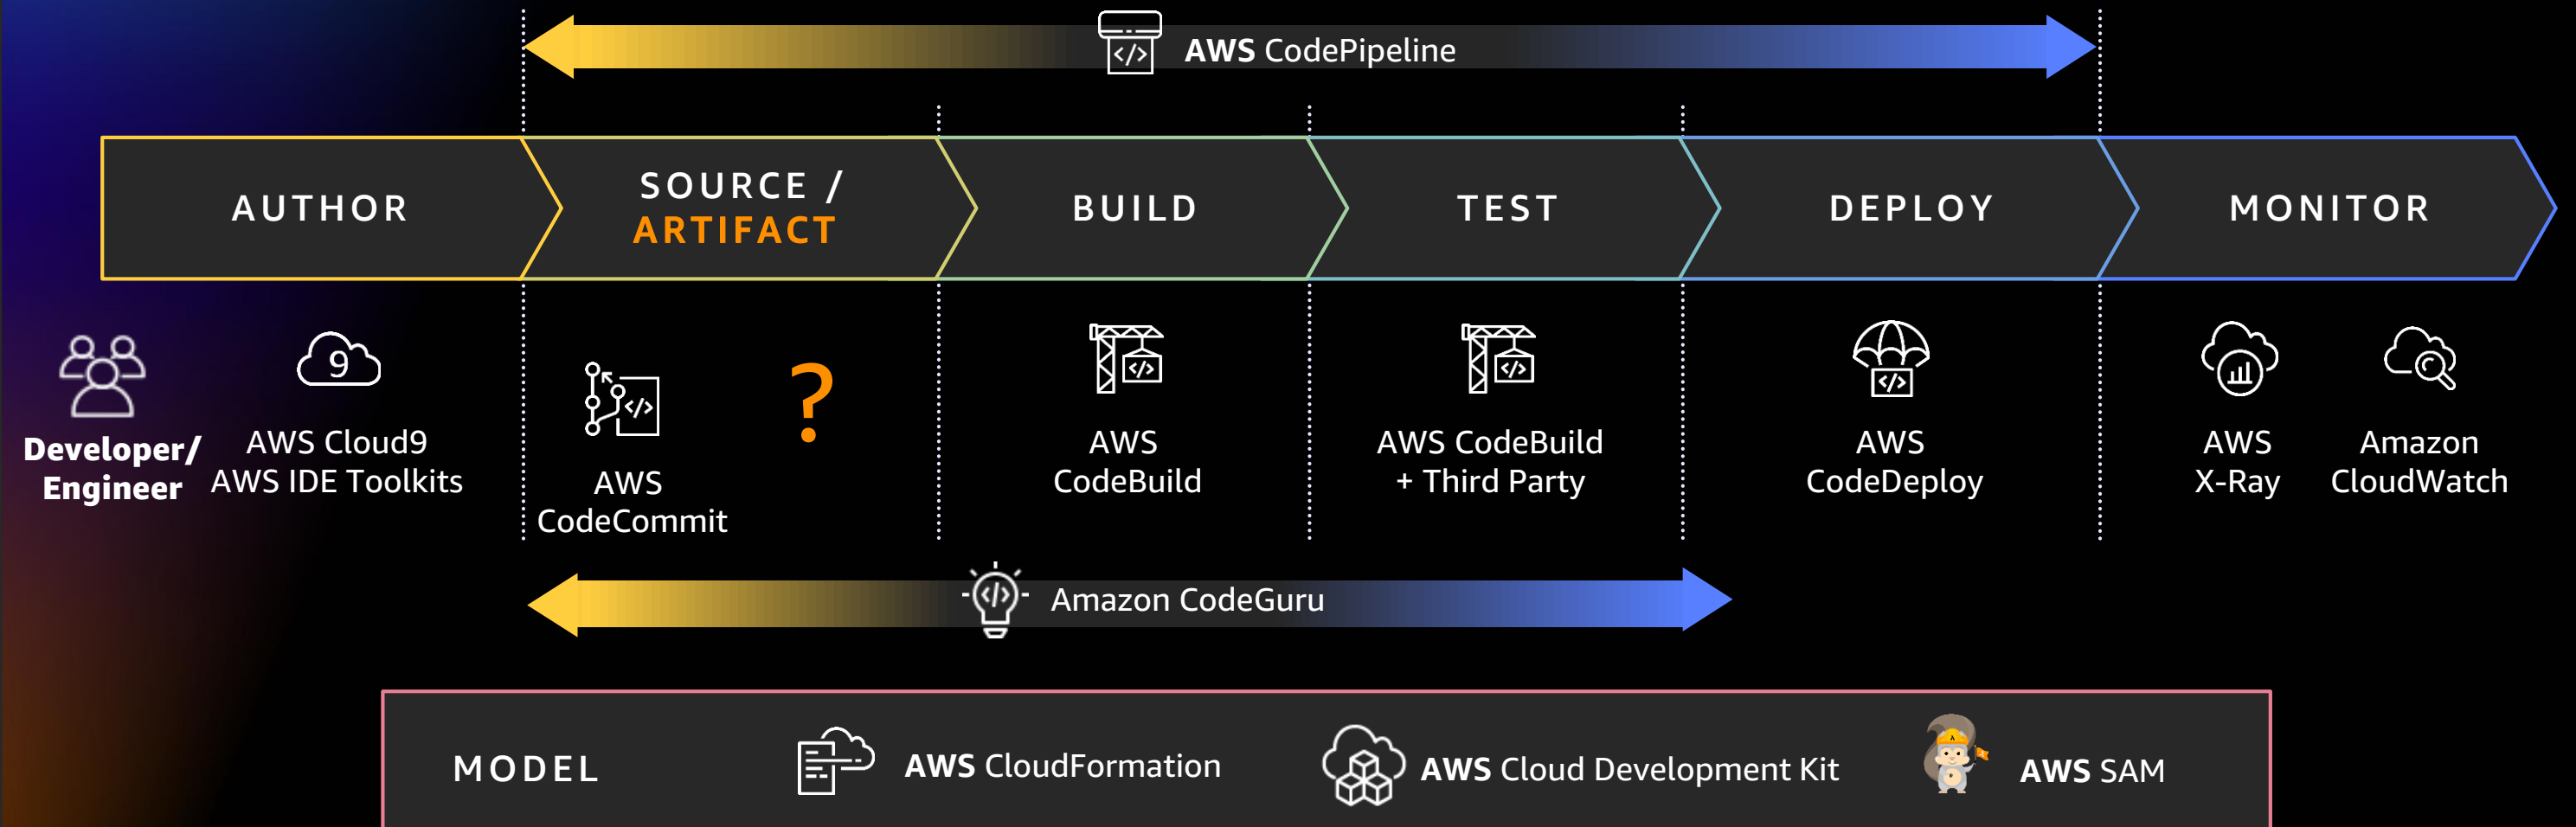 AWS CodePipeline
AUTHOR
SOURCE /
ARTIFACT
BUILD
TEST
DEPLOY
MONITOR
Developer/
Engineer
9
AWS Cloud9
AWS IDE Toolkits
</>
AWS
CodeCommit
?
</>
AWS
CodeBuild
</>
AWS CodeBuild
+ Third Party
</>
AWS
CodeDeploy
AWS
X-Ray
Amazon
CloudWatch
</>
Amazon CodeGuru
MODEL
AWS CloudFormation
AWS Cloud Development Kit
AWS SAM